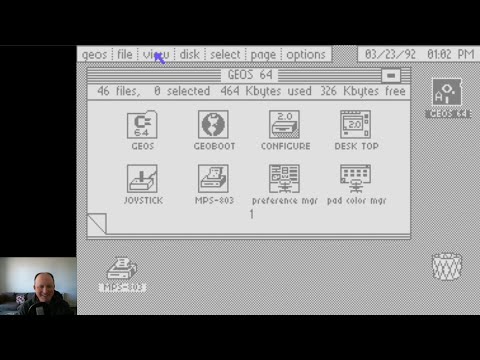 geos file view disk select page options 03/23/92 01:02 PM
GEOS 64
46 files, 0 selected 464 Kbytes used 326 Kbytes free
C 64 2.0 2.0
GEOS GEOBOOT CONFIGURE DESK TOP
JOYSTICK MPS-803 preference mgr pad color mgr
1
A
GEOS 64
MPS-803